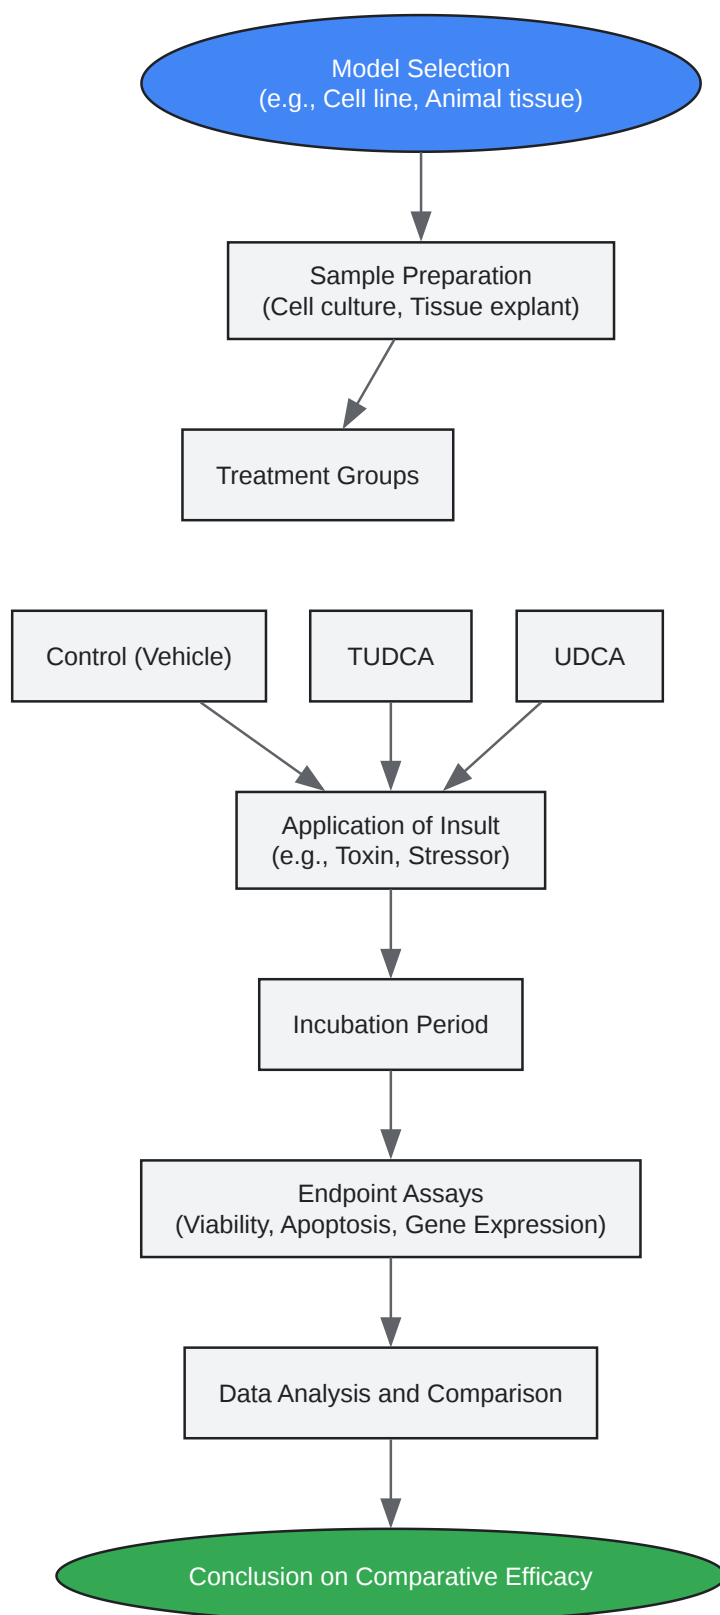 Model Selection
(e.g., Cell line, Animal tissue)
Sample Preparation
(Cell culture, Tissue explant)
Treatment Groups
Control (Vehicle)
TUDCA
UDCA
Application of Insult
(e.g., Toxin, Stressor)
Incubation Period
Endpoint Assays
(Viability, Apoptosis, Gene Expression)
Data Analysis and Comparison
Conclusion on Comparative Efficacy